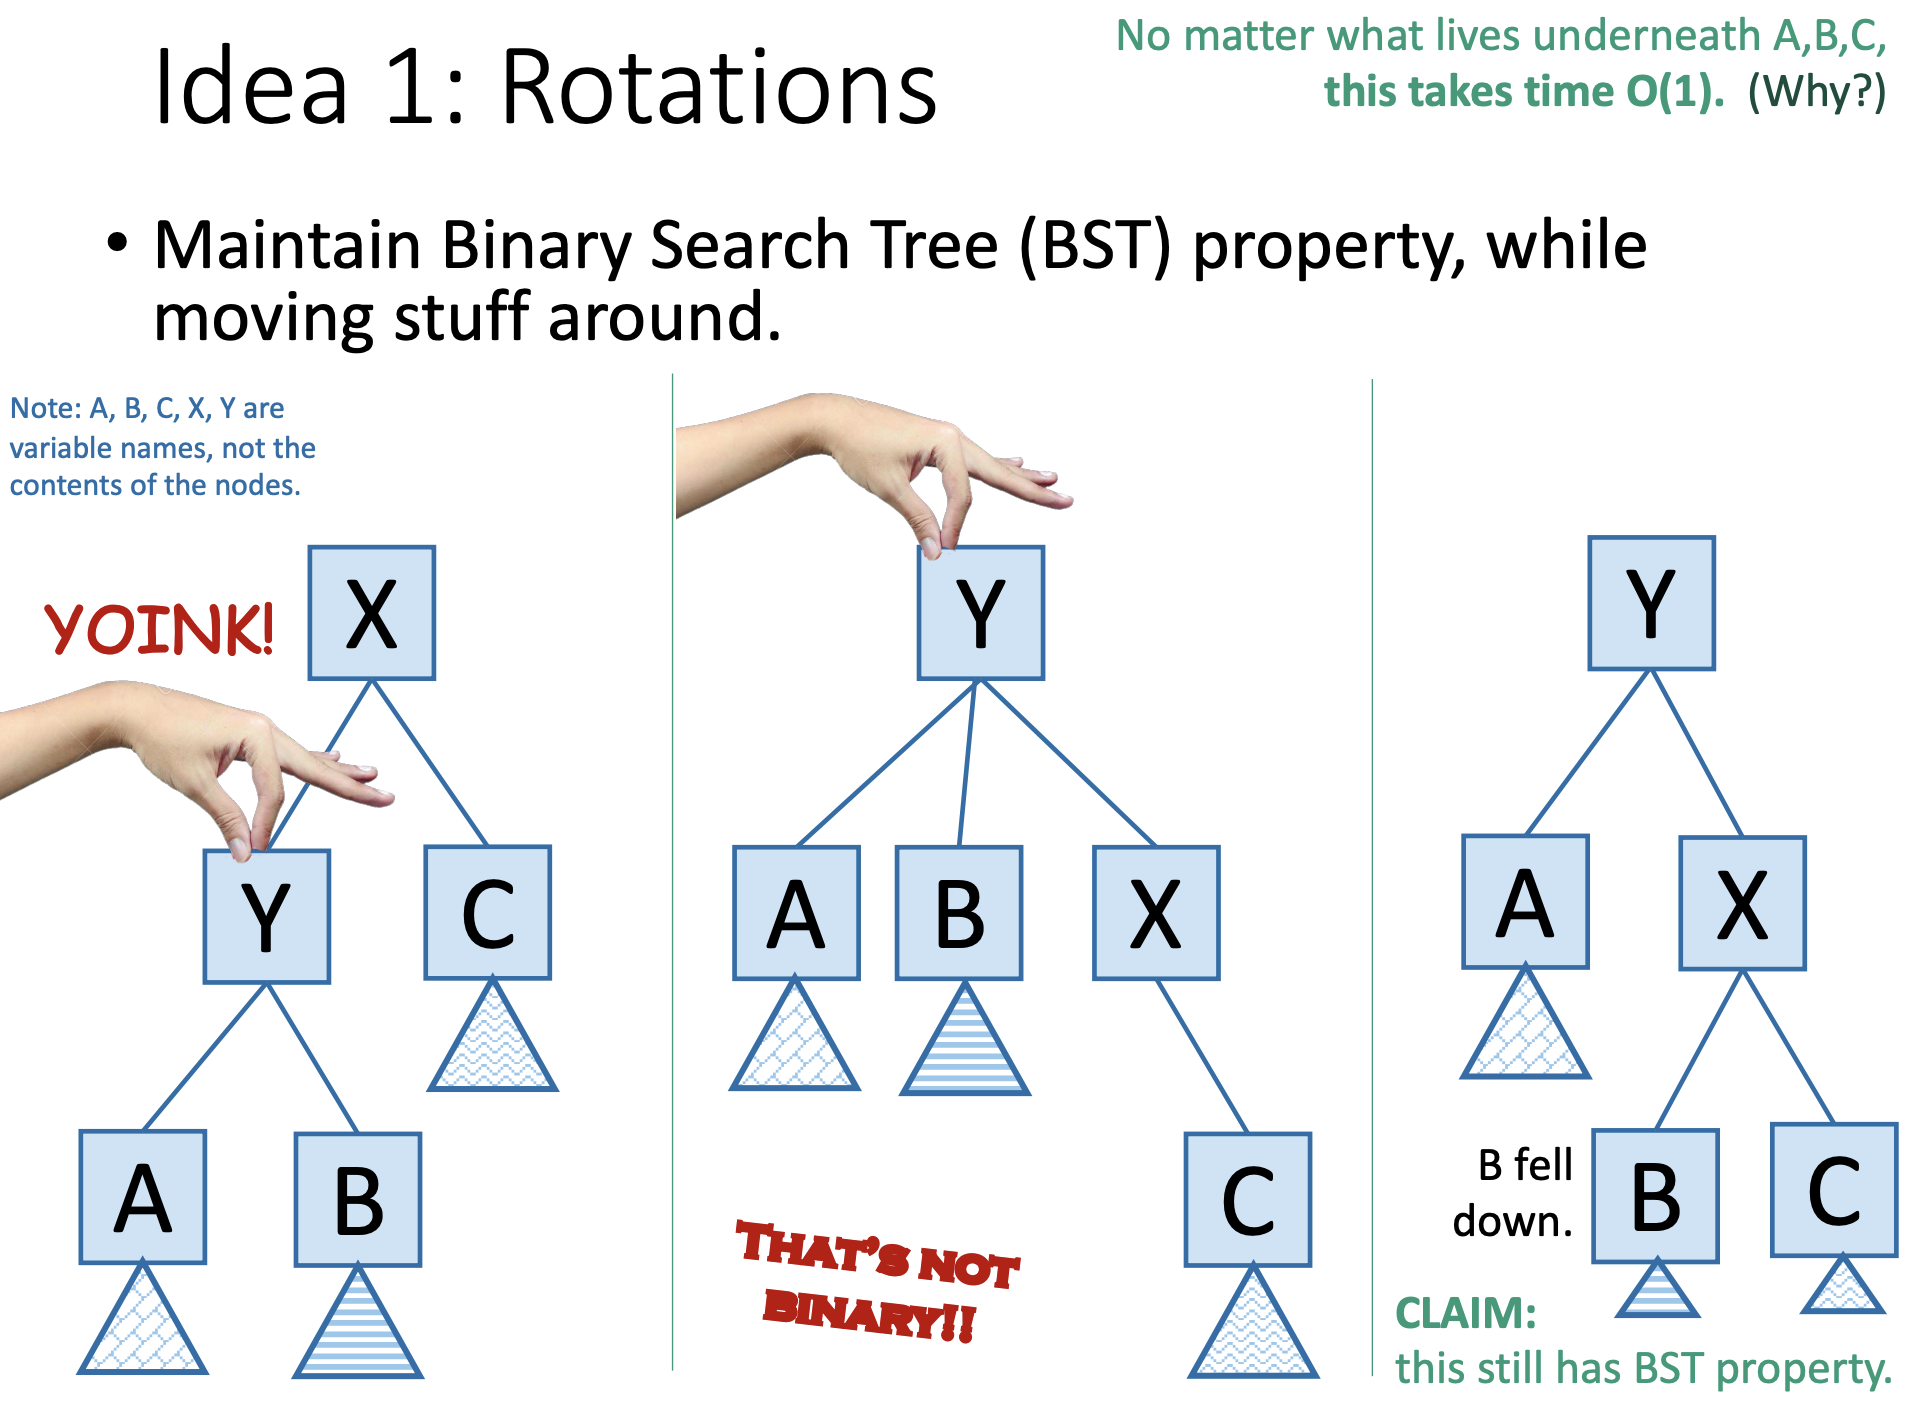 Idea 1: Rotations
No matter what lives underneath A,B,C,
this takes time O(1). (Why?)
• Maintain Binary Search Tree (BST) property, while
moving stuff around.
Note: A, B, C, X, Y are
variable names, not the
contents of the nodes.
YOINK!
X
Y
C
A
B
Y
A
B
X
C
THAT'S NOT
BINARY!!
Y
A
X
B fell
down.
B
C
CLAIM:
this still has BST property.